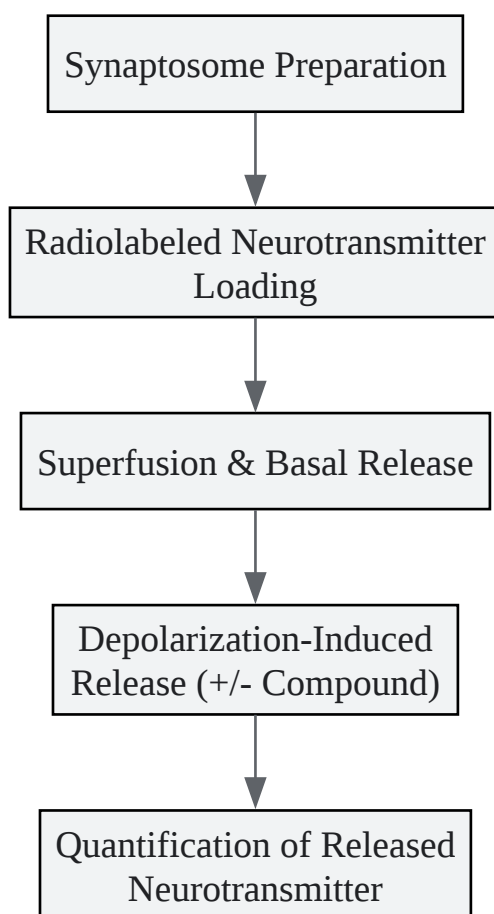 Synaptosome Preparation
Radiolabeled Neurotransmitter
Loading
Superfusion & Basal Release
Depolarization-Induced
Release (+/- Compound)
Quantification of Released
Neurotransmitter